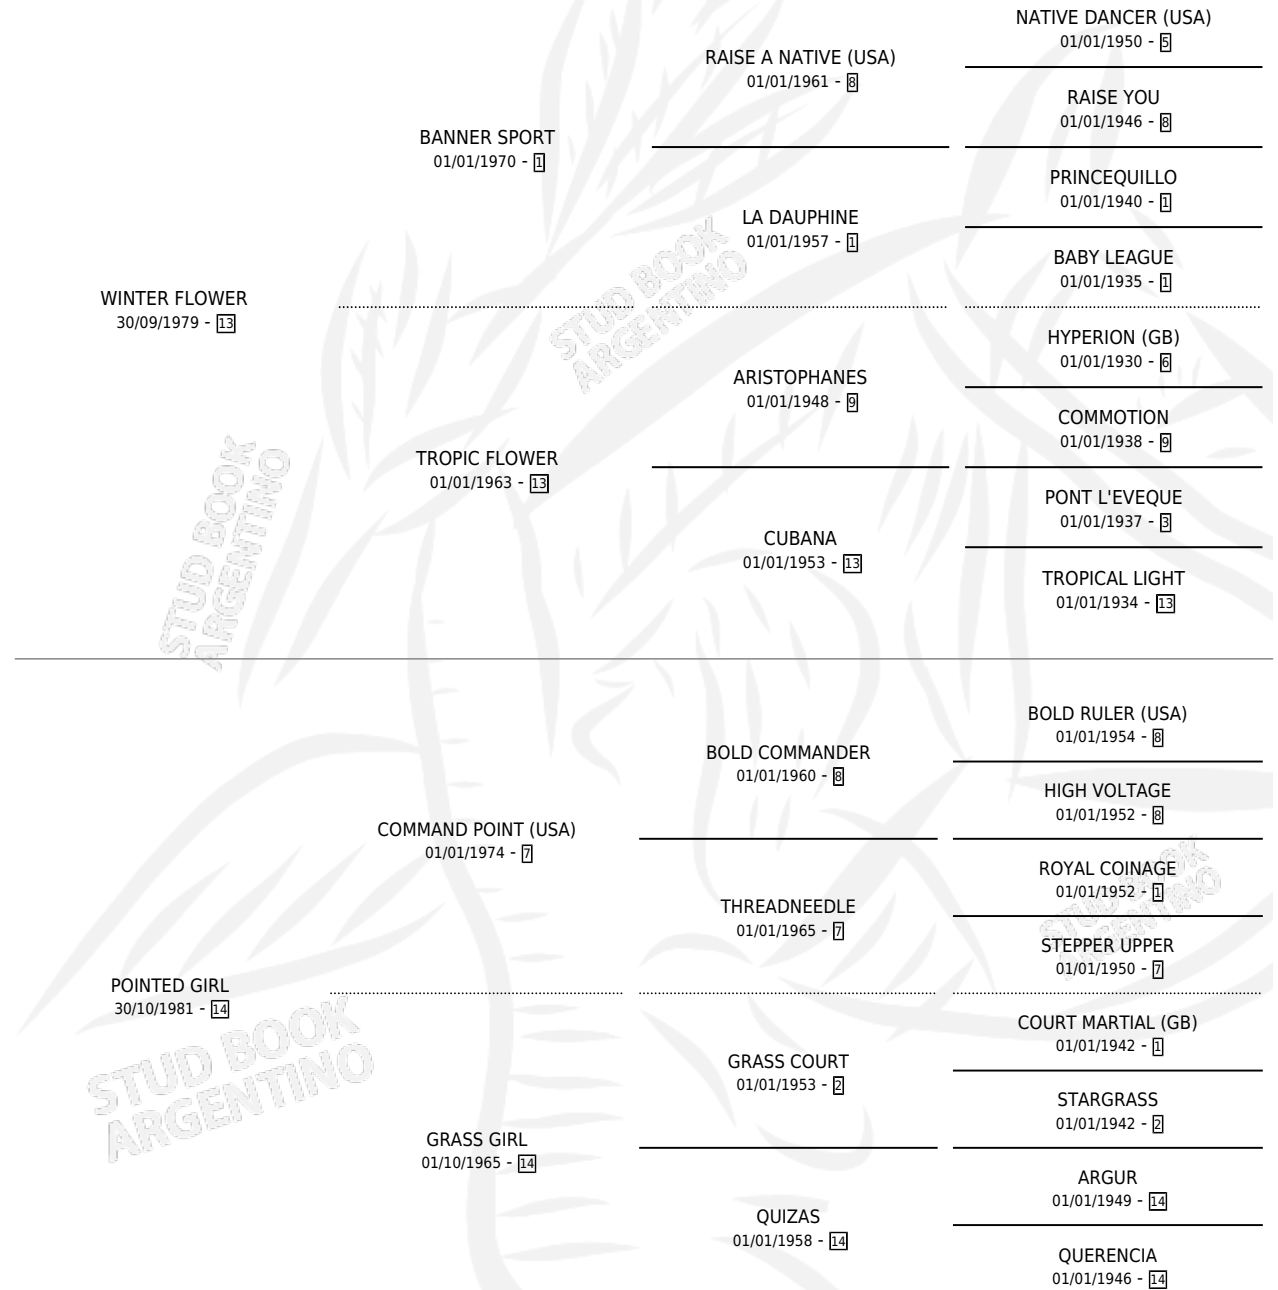 NATIVE DANCER (USA)
01/01/1950 - 5
RAISE A NATIVE (USA)
01/01/1961 - 8
RAISE YOU
01/01/1946 - 8
BANNER SPORT
01/01/1970 - 1
PRINCEQUILLO
01/01/1940 - 1
LA DAUPHINE
01/01/1957 - 1
BABY LEAGUE
01/01/1935 - 1
WINTER FLOWER
30/09/1979 - 13
STUD BOOK
ARGENTINO
HYPERION (GB)
01/01/1930 - 6
ARISTOPHANES
01/01/1948 - 9
COMMOTION
01/01/1938 - 9
TROPIC FLOWER
01/01/1963 - 13
PONT L'EVEQUE
01/01/1937 - 3
CUBANA
01/01/1953 - 13
TROPICAL LIGHT
01/01/1934 - 13
STUD BOOK
ARGENTINO
BOLD RULER (USA)
01/01/1954 - 8
BOLD COMMANDER
01/01/1960 - 8
HIGH VOLTAGE
01/01/1952 - 8
COMMAND POINT (USA)
01/01/1974 - 7
ROYAL COINAGE
01/01/1952 - 1
THREADNEEDLE
01/01/1965 - 7
STUD BOOK
ARGENTINO
STEPPER UPPER
01/01/1950 - 7
POINTED GIRL
30/10/1981 - 14
COURT MARTIAL (GB)
01/01/1942 - 1
GRASS COURT
01/01/1953 - 2
STUD BOOK
ARGENTINO
STARGRASS
01/01/1942 - 2
GRASS GIRL
01/10/1965 - 14
ARGUR
01/01/1949 - 14
QUIZAS
01/01/1958 - 14
QUERENCIA
01/01/1946 - 14